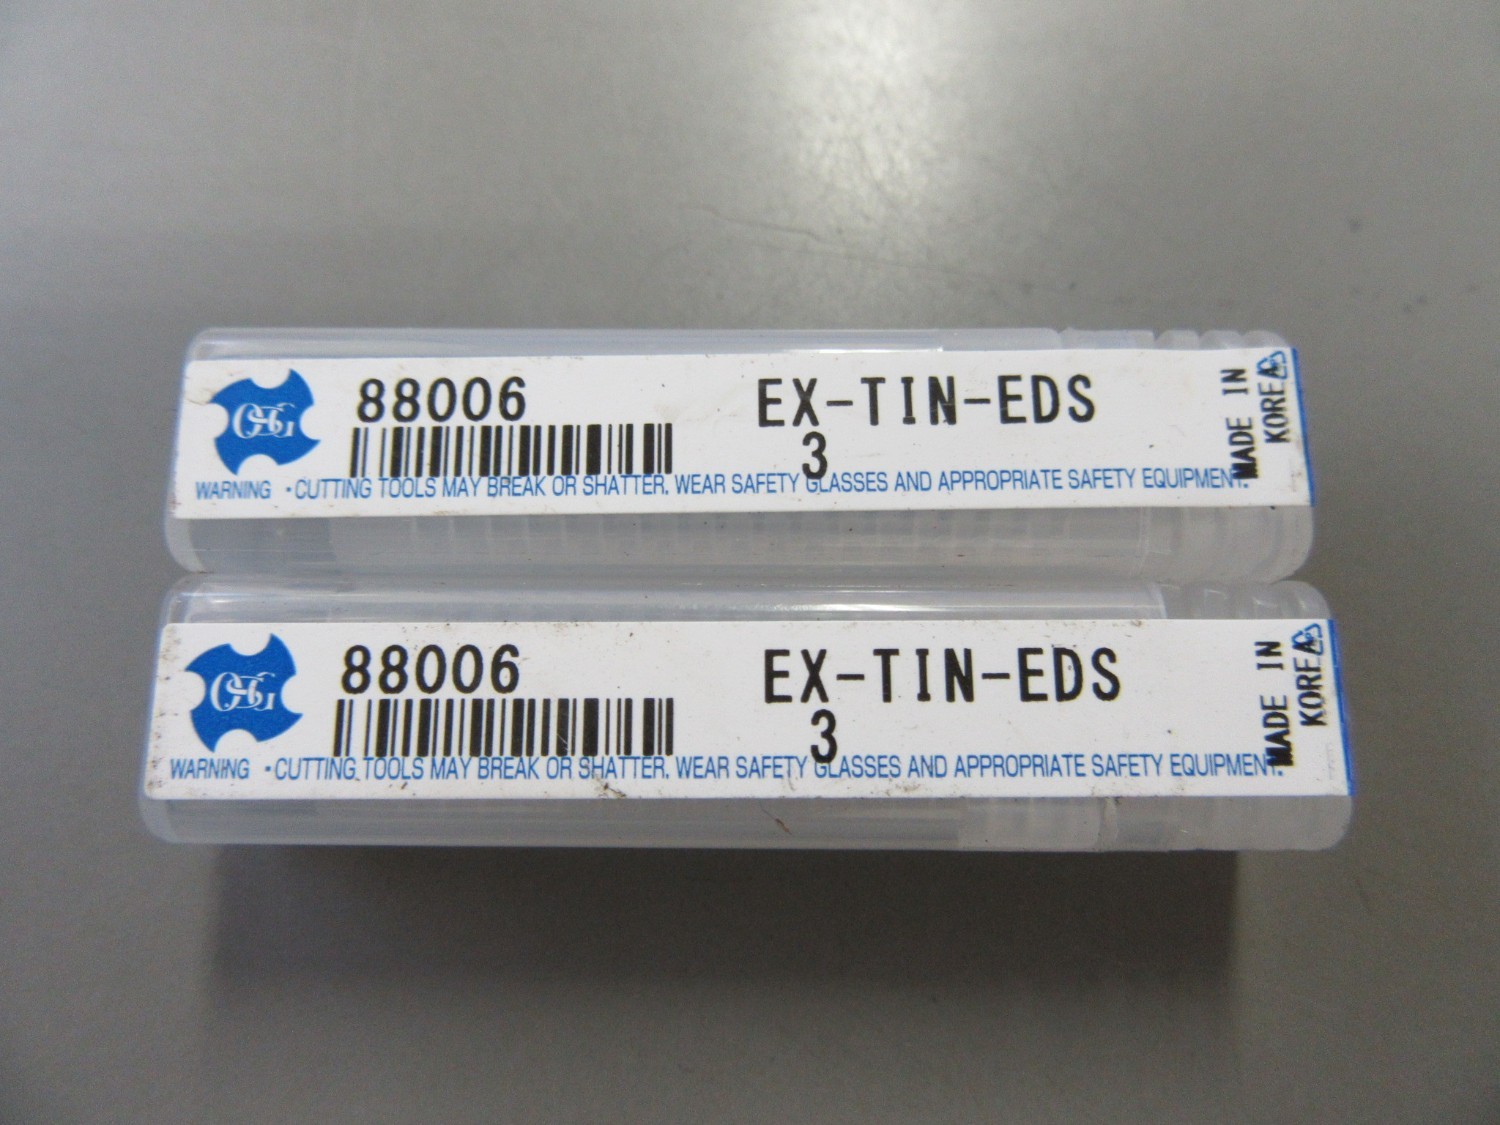 OSG
88006
EX-TIN-EDS
3
WARNING ・CUTTING TOOLS MAY BREAK OR SHATTER. WEAR SAFETY GLASSES AND APPROPRIATE SAFETY EQUIPMENT.
MADE IN
KOREA
OSG
88006
EX-TIN-EDS
3
WARNING ・CUTTING TOOLS MAY BREAK OR SHATTER. WEAR SAFETY GLASSES AND APPROPRIATE SAFETY EQUIPMENT.
MADE IN
KOREA